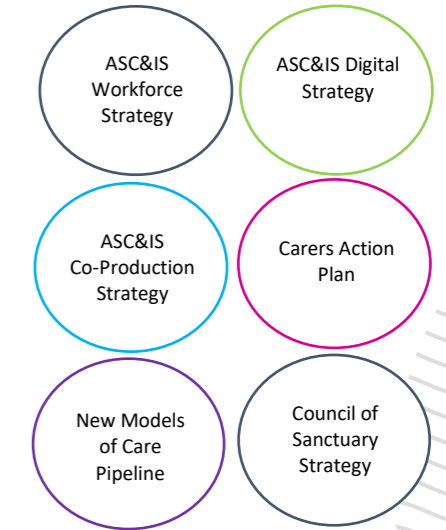 ASC&IS
Workforce
Strategy
ASC&IS Digital
Strategy
ASC&IS
Co-Production
Strategy
Carers Action
Plan
New Models
of Care
Pipeline
Council of
Sanctuary
Strategy